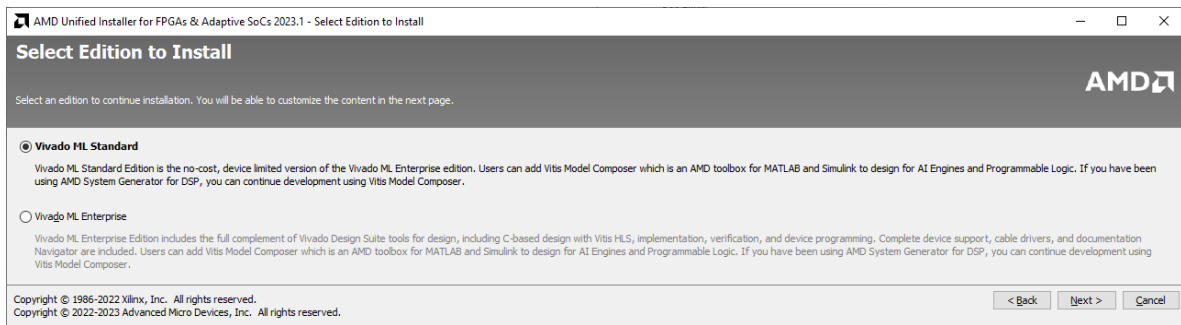 AMD Unified Installer for FPGAs & Adaptive SoCs 2023.1 - Select Edition to Install
Select Edition to Install
AMD
Select an edition to continue installation. You will be able to customize the content in the next page.
Vivado ML Standard
Vivado ML Standard Edition is the no-cost, device limited version of the Vivado ML Enterprise edition. Users can add Vitis Model Composer which is an AMD toolbox for MATLAB and Simulink to design for AI Engines and Programmable Logic. If you have been
using AMD System Generator for DSP, you can continue development using Vitis Model Composer.
Vivado ML Enterprise
Vivado ML Enterprise Edition includes the full complement of Vivado Design Suite tools for design, including C-based design with Vitis HLS, implementation, verification, and device programming. Complete device support, cable drivers, and documentation
Navigator are included. Users can add Vitis Model Composer which is an AMD toolbox for MATLAB and Simulink to design for AI Engines and Programmable Logic. If you have been using AMD System Generator for DSP, you can continue development using
Vitis Model Composer.
Copyright © 1986-2022 Xilinx, Inc. All rights reserved.
Copyright © 2022-2023 Advanced Micro Devices, Inc. All rights reserved.
< Back Next > Cancel